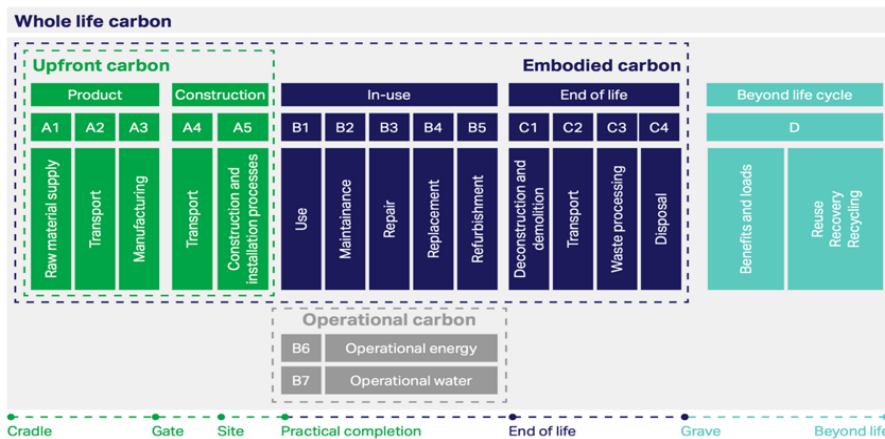 Whole life carbon
Upfront carbon
Embodied carbon
Product
Construction
In-use
End of life
Beyond life cycle
A1
A2
A3
A4
A5
B1
B2
B3
B4
B5
C1
C2
C3
C4
D
Raw material supply
Transport
Manufacturing
Transport
Construction and
installation processes
Use
Maintainance
Repair
Replacement
Refurbishment
Deconstruction and
demolition
Transport
Waste processing
Disposal
Benefits and loads
Reuse
Recovery
Recycling
Operational carbon
B6
Operational energy
B7
Operational water
Cradle
Gate
Site
Practical completion
End of life
Grave
Beyond life